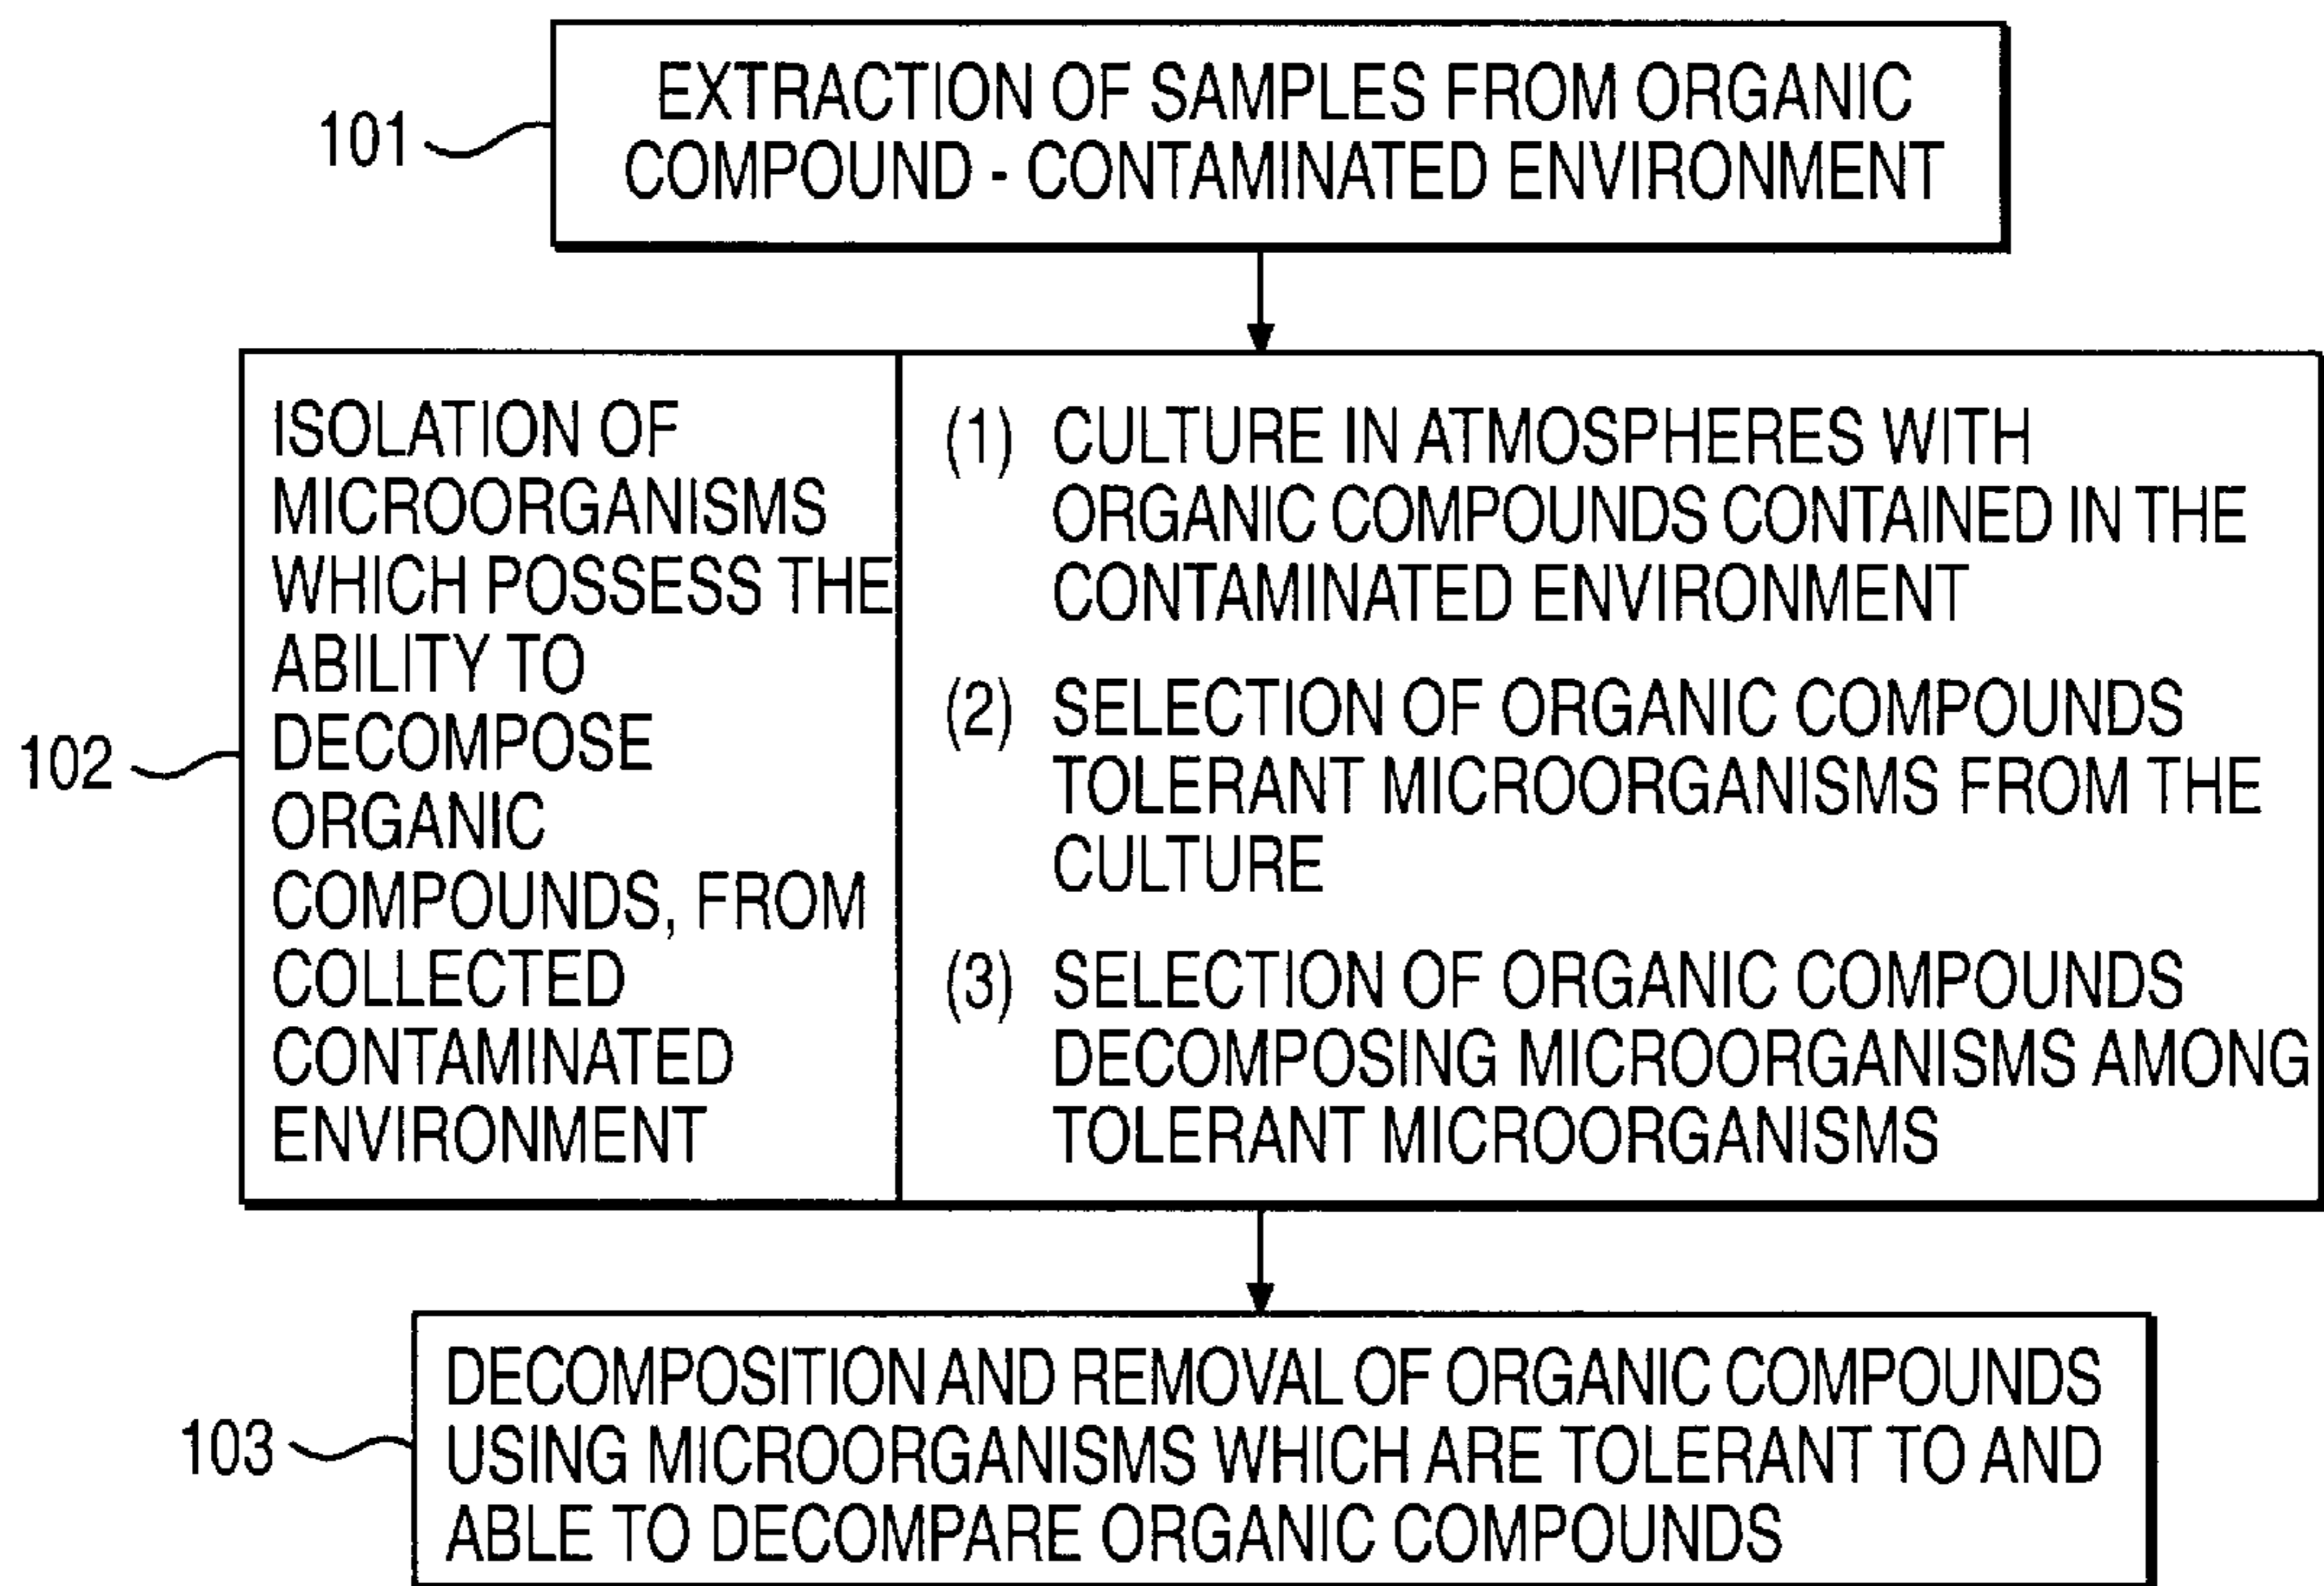 101
EXTRACTION OF SAMPLES FROM ORGANIC
COMPOUND - CONTAMINATED ENVIRONMENT
102
ISOLATION OF
MICROORGANISMS
WHICH POSSESS THE
ABILITY TO
DECOMPOSE
ORGANIC
COMPOUNDS, FROM
COLLECTED
CONTAMINATED
ENVIRONMENT
(1) CULTURE IN ATMOSPHERES WITH
ORGANIC COMPOUNDS CONTAINED IN THE
CONTAMINATED ENVIRONMENT
(2) SELECTION OF ORGANIC COMPOUNDS
TOLERANT MICROORGANISMS FROM THE
CULTURE
(3) SELECTION OF ORGANIC COMPOUNDS
DECOMPOSING MICROORGANISMS AMONG
TOLERANT MICROORGANISMS
103
DECOMPOSITION AND REMOVAL OF ORGANIC COMPOUNDS
USING MICROORGANISMS WHICH ARE TOLERANT TO AND
ABLE TO DECOMPARE ORGANIC COMPOUNDS